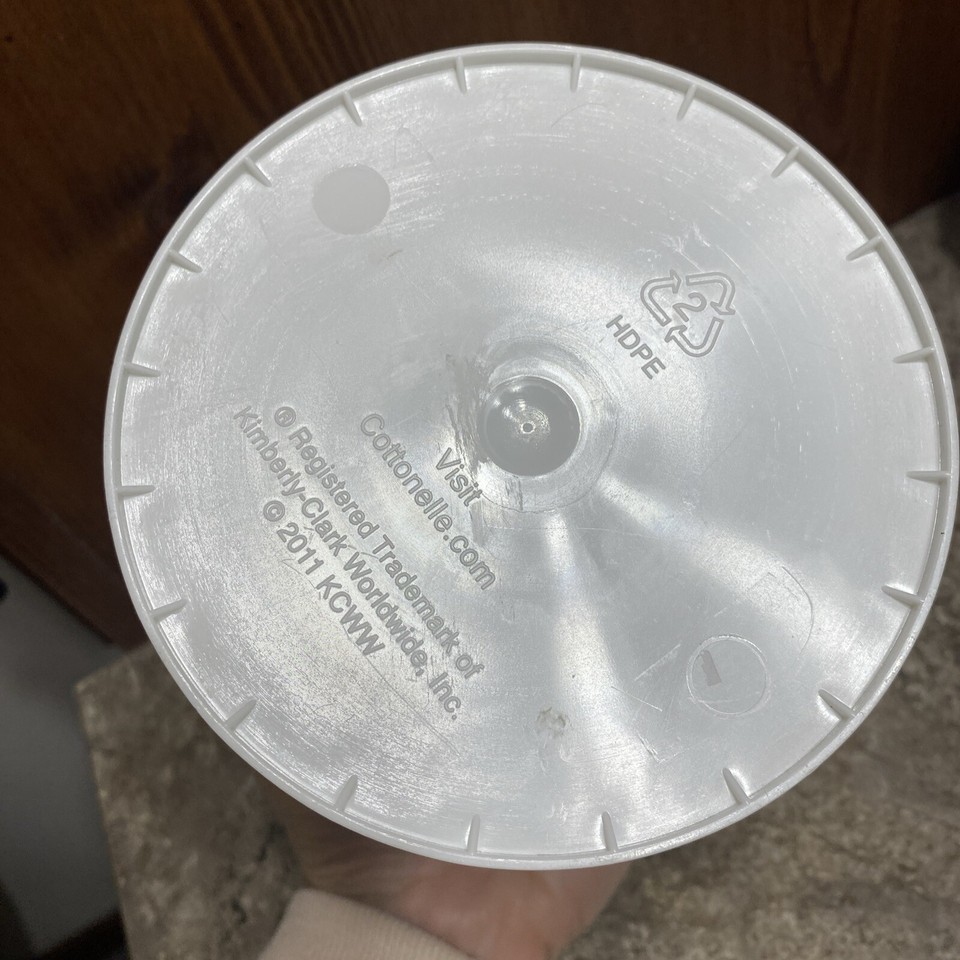 2
HDPE
Visit
Cottonelle.com
® Registered Trademark of
Kimberly-Clark Worldwide, Inc.
© 2011 KCWW